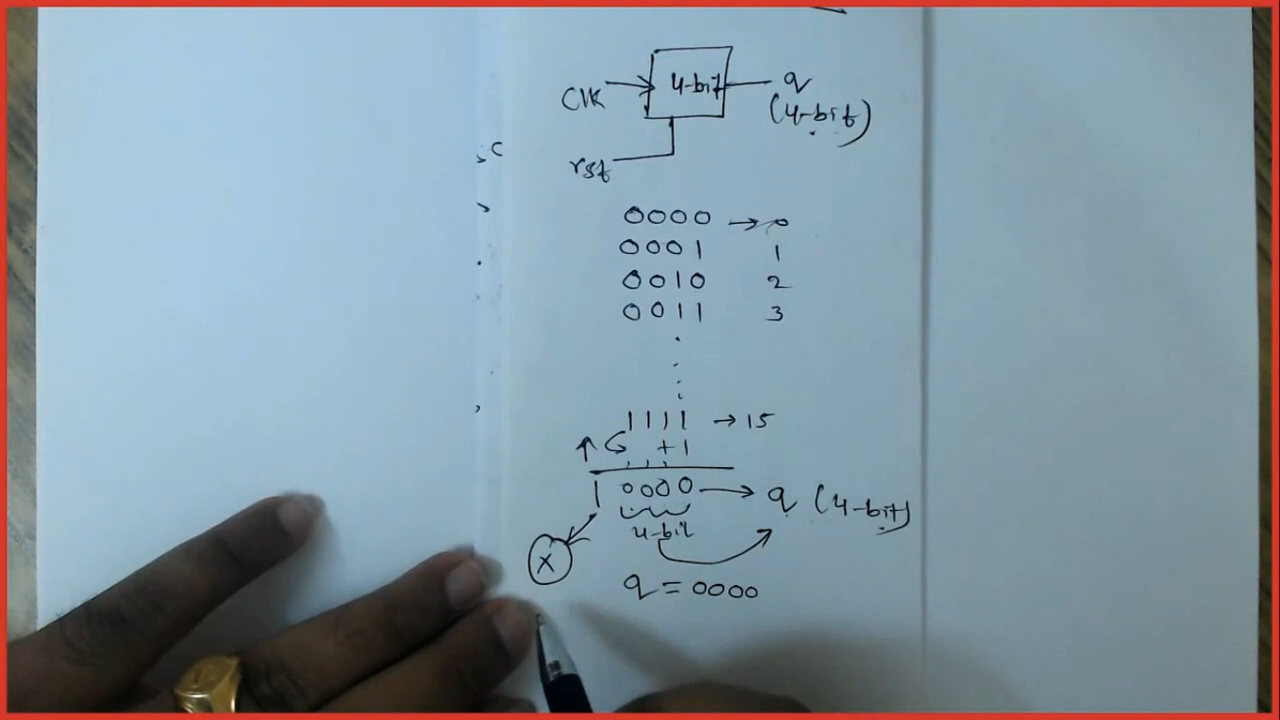 4-bit q
Clk (4-bit)
rst
0000 → 0
0001 1
0010 2
0011 3
1111 → 15
+1
1 0000 → q (4-bit)
4-bit
X
q = 0000